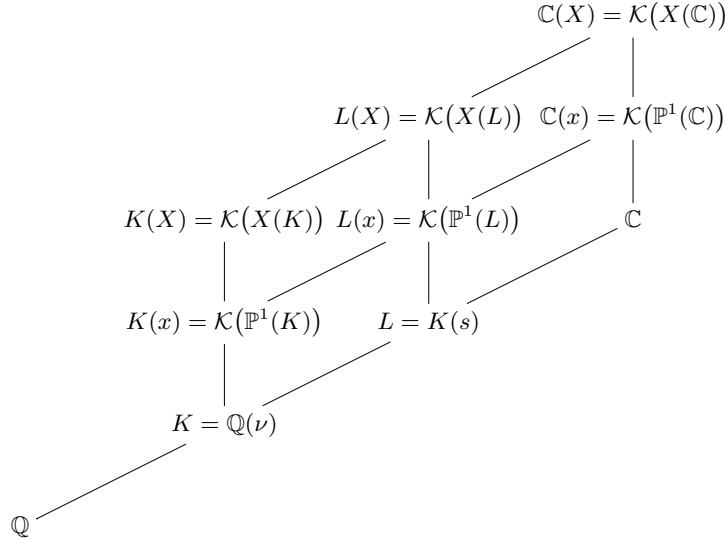 ℂ(X) = 𝒦(X(ℂ))
L(X) = 𝒦(X(L)) ℂ(x) = 𝒦(ℙ¹(ℂ))
K(X) = 𝒦(X(K)) L(x) = 𝒦(ℙ¹(L)) ℂ
K(x) = 𝒦(ℙ¹(K)) L = K(s)
K = ℚ(ν)
ℚ